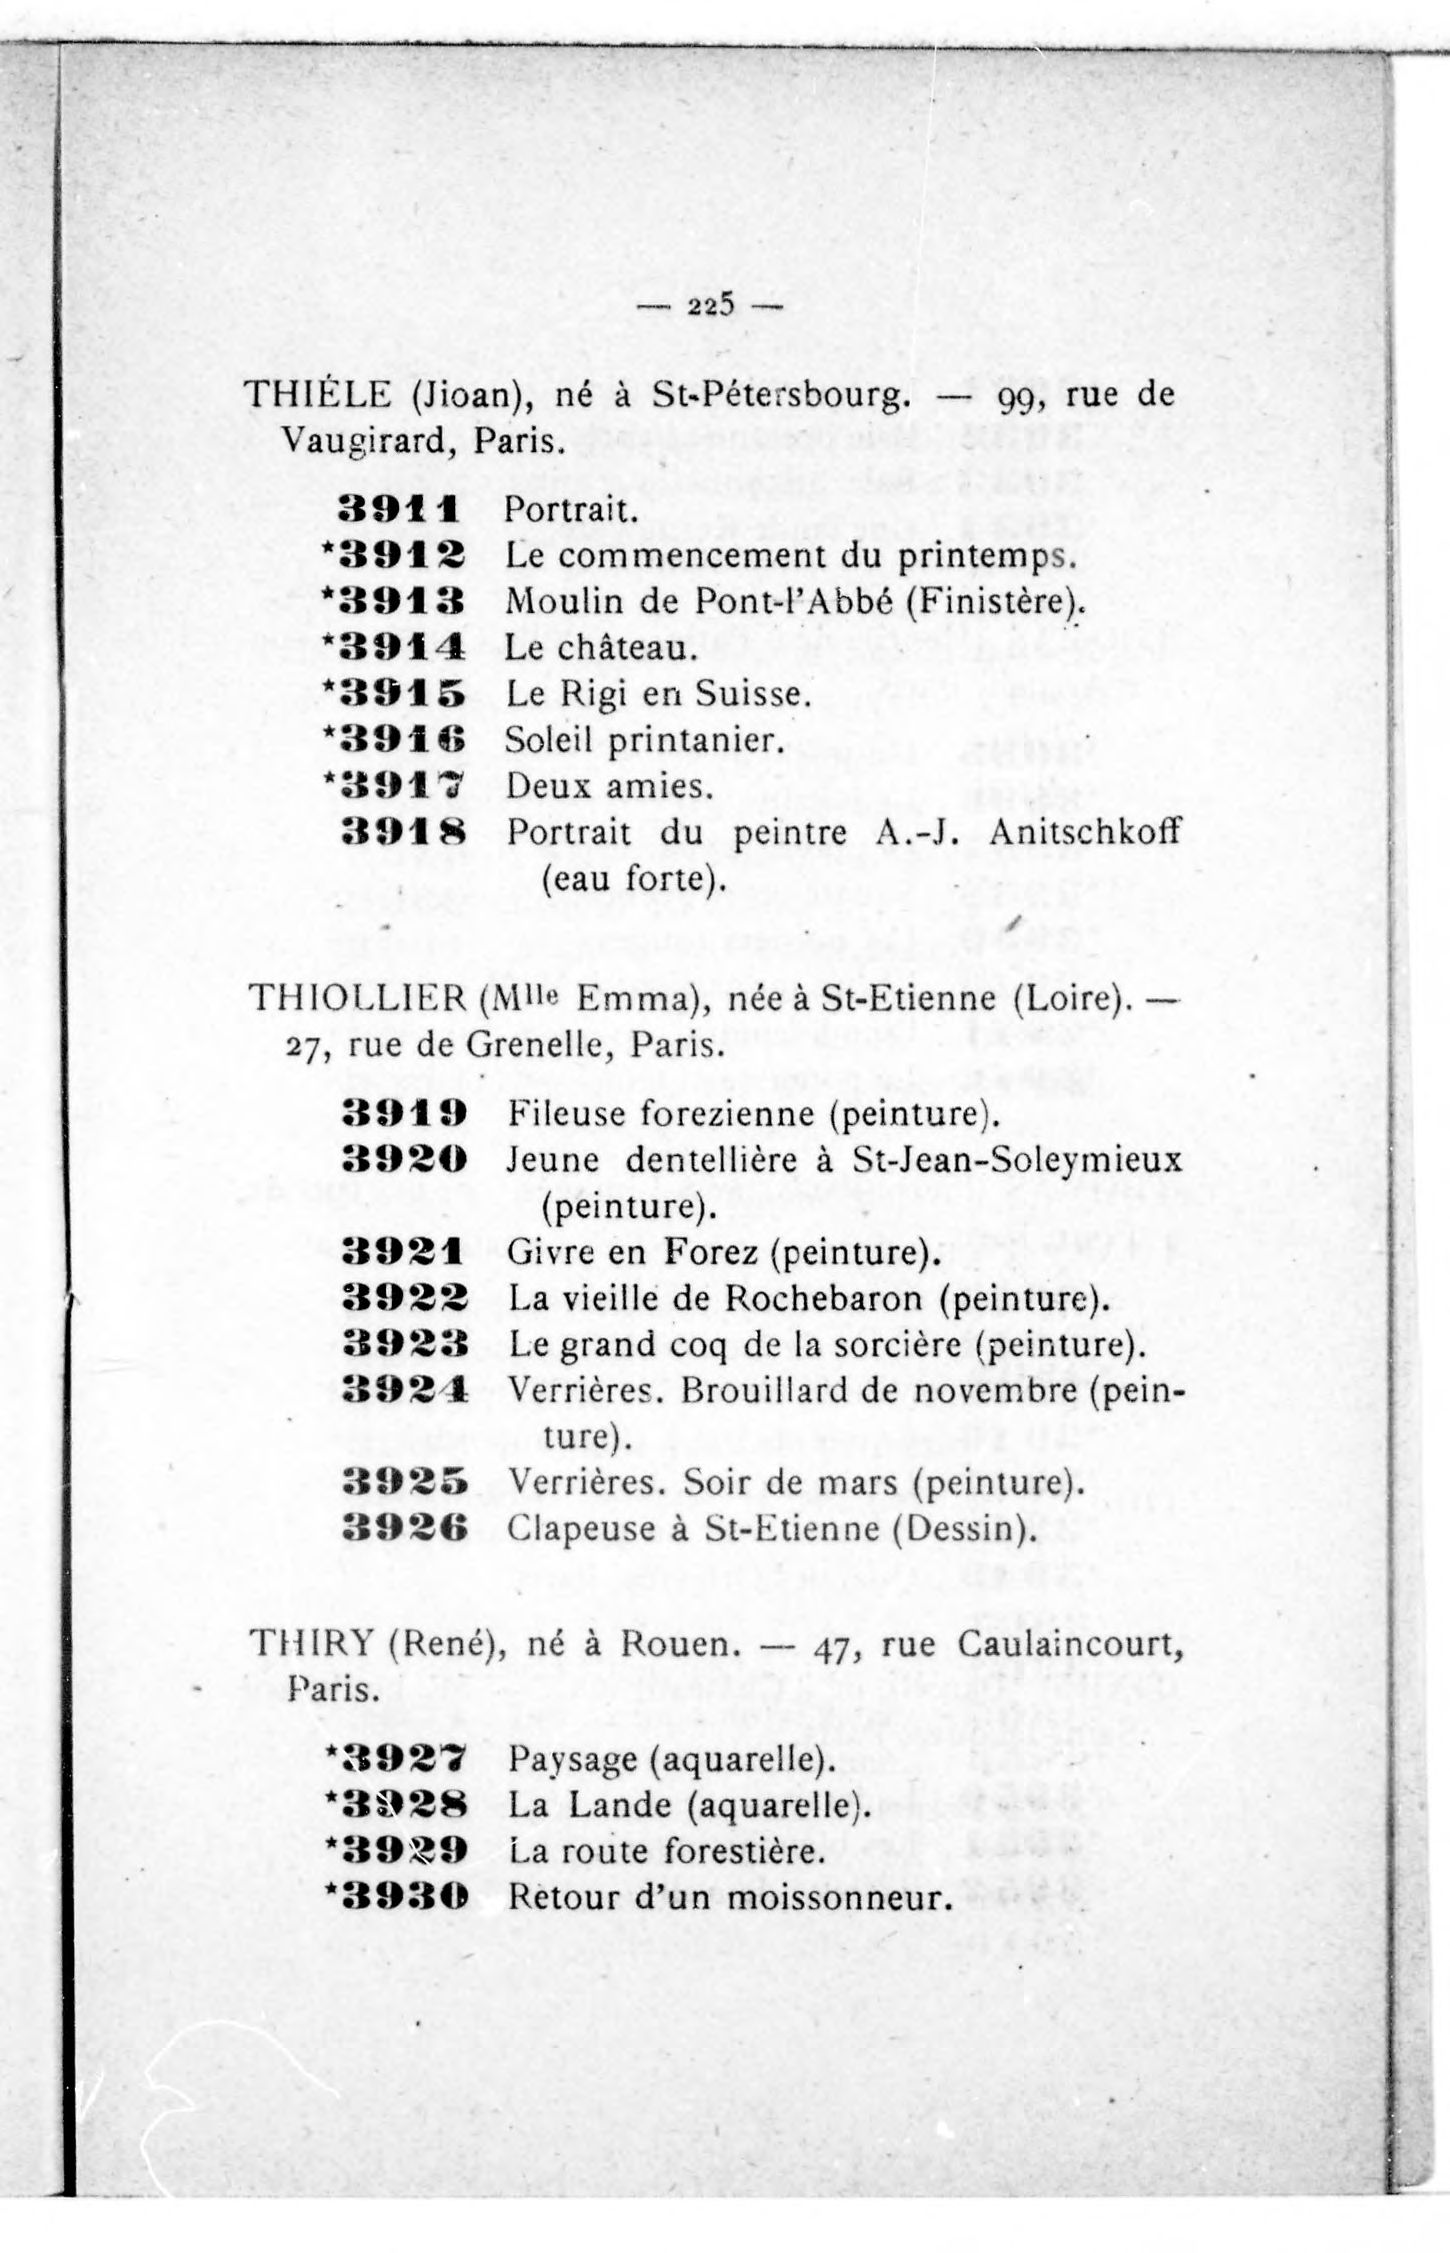 — 225 —
THIÉLE (Jioan), né à St-Pétersbourg. — 99, rue de
Vaugirard, Paris.
3911 Portrait.
*3912 Le commencement du printemps.
*3913 Moulin de Pont-l'Abbé (Finistère).
*3914 Le château.
*3915 Le Rigi en Suisse.
*3916 Soleil printanier.
*3917 Deux amies.
3918 Portrait du peintre A.-J. Anitschkoff
(eau forte).
THIOLLIER (Mlle Emma), née à St-Etienne (Loire). —
27, rue de Grenelle, Paris.
3919 Fileuse forezienne (peinture).
3920 Jeune dentellière à St-Jean-Soleymieux
(peinture).
3921 Givre en Forez (peinture).
3922 La vieille de Rochebaron (peinture).
3923 Le grand coq de la sorcière (peinture).
3924 Verrières. Brouillard de novembre (pein-
ture).
3925 Verrières. Soir de mars (peinture).
3926 Clapeuse à St-Etienne (Dessin).
THIRY (René), né à Rouen. — 47, rue Caulaincourt,
Paris.
*3927 Paysage (aquarelle).
*3928 La Lande (aquarelle).
*3929 La route forestière.
*3930 Retour d'un moissonneur.